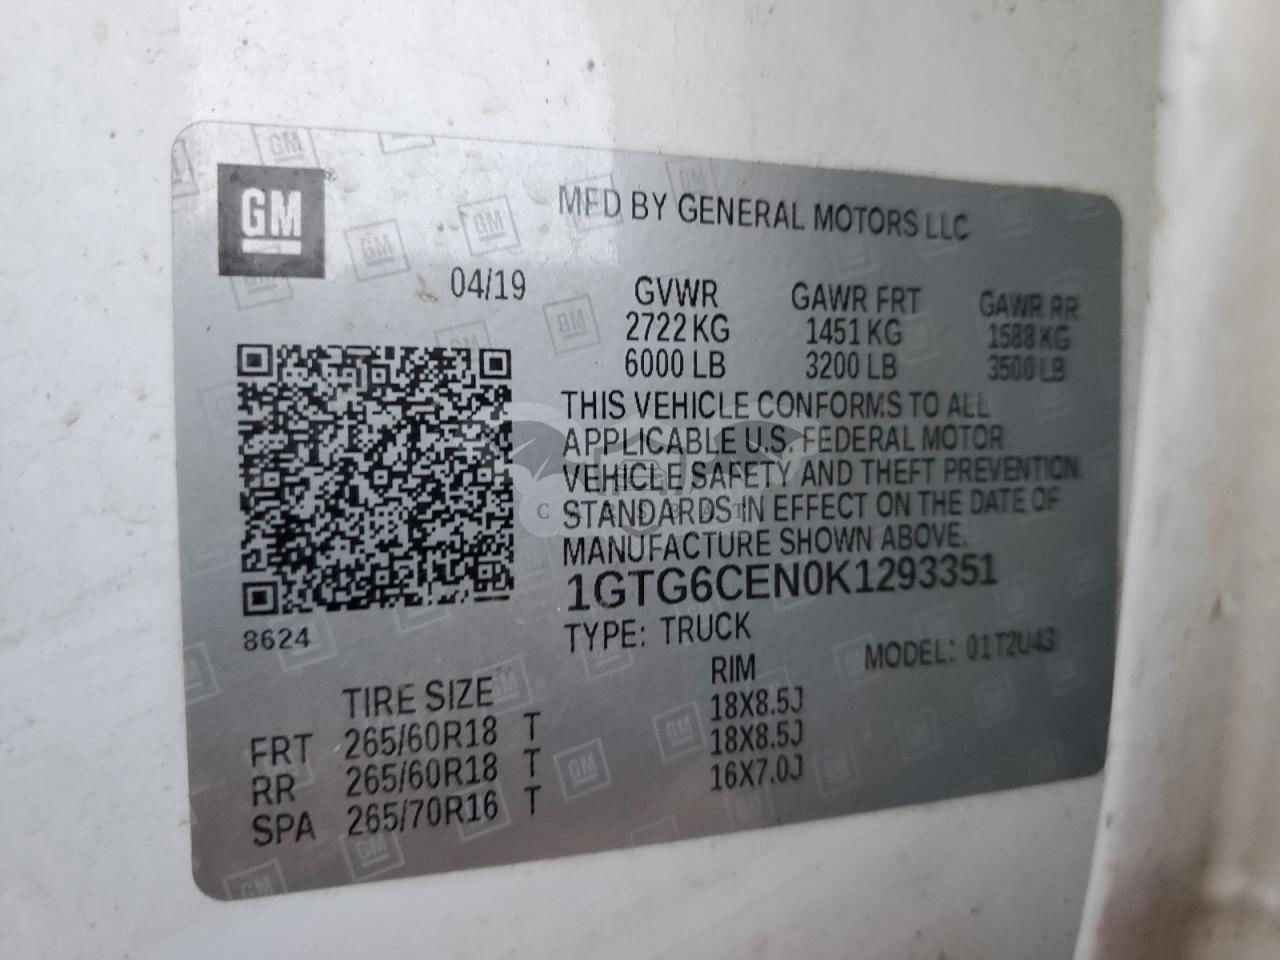 GM
MFD BY GENERAL MOTORS LLC
04/19
GVWR GAWR FRT GAWR RR
2722 KG 1451 KG 1588 KG
6000 LB 3200 LB 3500 LB
THIS VEHICLE CONFORMS TO ALL
APPLICABLE U.S. FEDERAL MOTOR
VEHICLE SAFETY AND THEFT PREVENTION
STANDARDS IN EFFECT ON THE DATE OF
MANUFACTURE SHOWN ABOVE.
1GTG6CEN0K1293351
8624
TYPE: TRUCK MODEL: 01T2U43
TIRE SIZE RIM
FRT 265/60R18 T 18X8.5J
RR 265/60R18 T 18X8.5J
SPA 265/70R16 T 16X7.0J